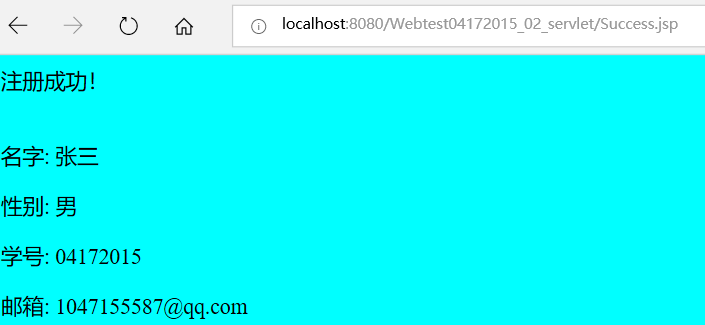 localhost:8080/Webtest04172015_02_servlet/Success.jsp
注册成功！
名字: 张三
性别: 男
学号: 04172015
邮箱: 1047155587@qq.com